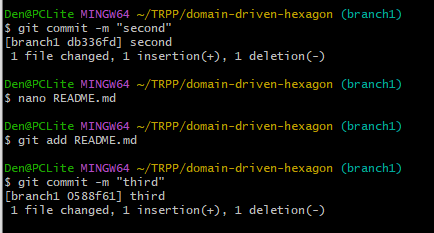 Den@PCLite MINGW64 ~/TRPP/domain-driven-hexagon (branch1)
$ git commit -m "second"
[branch1 db336fd] second
 1 file changed, 1 insertion(+), 1 deletion(-)

Den@PCLite MINGW64 ~/TRPP/domain-driven-hexagon (branch1)
$ nano README.md

Den@PCLite MINGW64 ~/TRPP/domain-driven-hexagon (branch1)
$ git add README.md

Den@PCLite MINGW64 ~/TRPP/domain-driven-hexagon (branch1)
$ git commit -m "third"
[branch1 0588f61] third
 1 file changed, 1 insertion(+), 1 deletion(-)